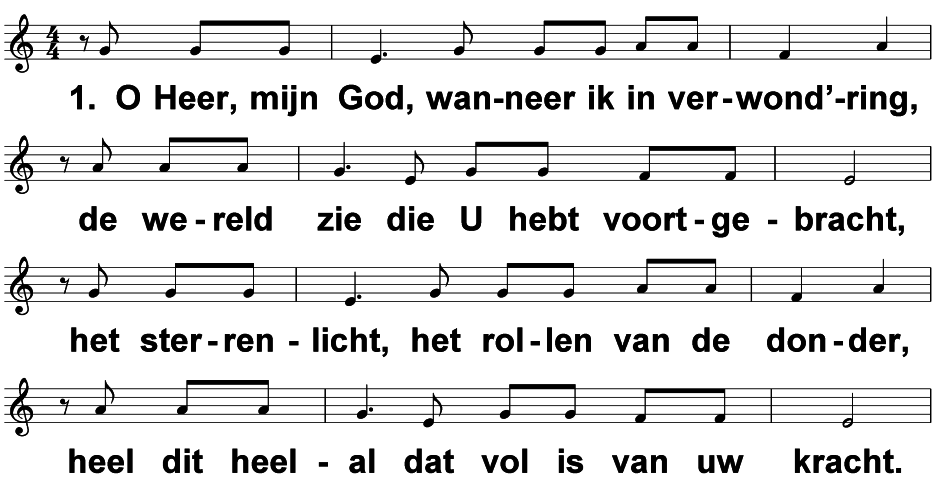 1. O Heer, mijn God, wan-neer ik in ver-wond’-ring,
de we-reld zie die U hebt voort-ge-bracht,
het ster-ren-licht, het rol-len van de don-der,
heel dit heel-al dat vol is van uw kracht.